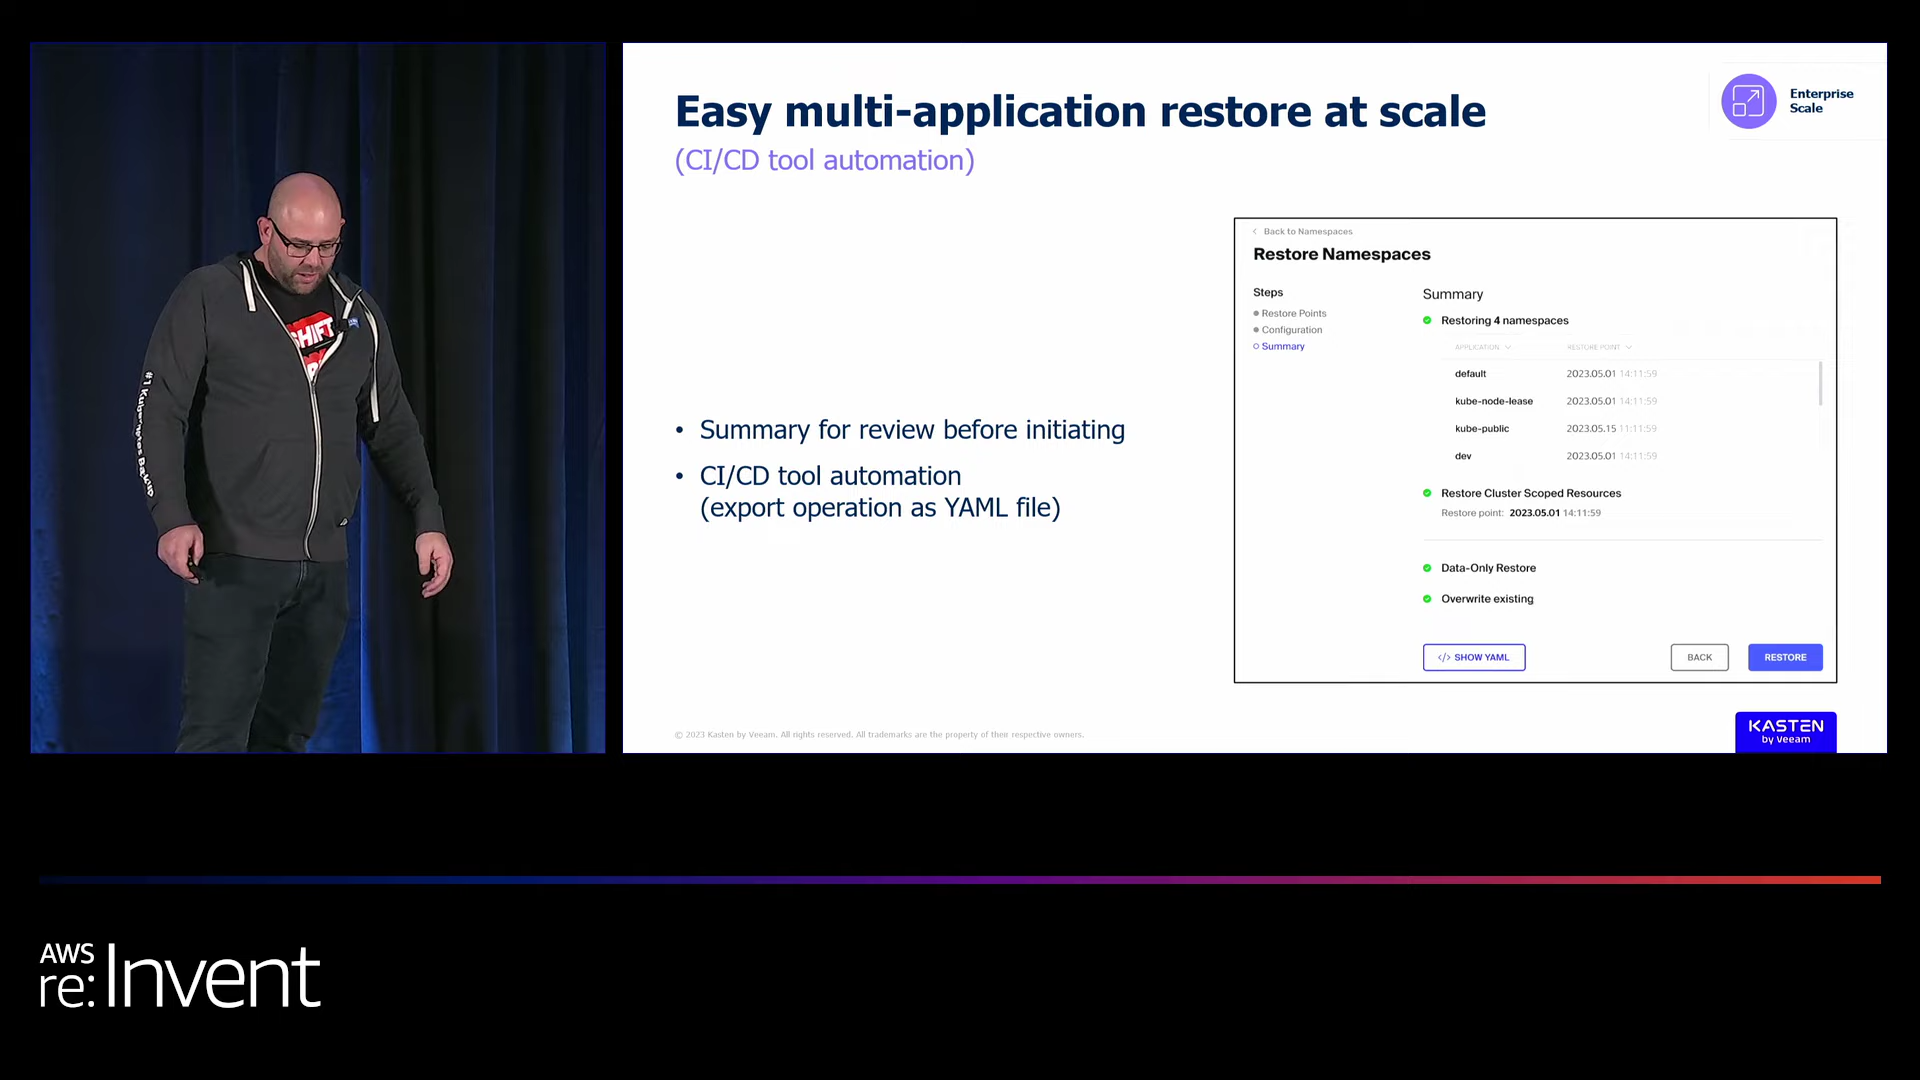 SHIFT
#1 Kubernetes Backup
Easy multi-application restore at scale
(CI/CD tool automation)
Enterprise
Scale
• Summary for review before initiating
• CI/CD tool automation
(export operation as YAML file)
Back to Namespaces
Restore Namespaces
Steps
Restore Points
Configuration
Summary
Summary
Restoring 4 namespaces
APPLICATION RESTORE POINT
default 2023.05.01 14:11:59
kube-node-lease 2023.05.01 14:11:59
kube-public 2023.05.15 11:11:59
dev 2023.05.01 14:11:59
Restore Cluster Scoped Resources
Restore point: 2023.05.01 14:11:59
Data-Only Restore
Overwrite existing
</> SHOW YAML BACK RESTORE
© 2023 Kasten by Veeam. All rights reserved. All trademarks are the property of their respective owners.
KASTEN
by Veeam
AWS
re:Invent